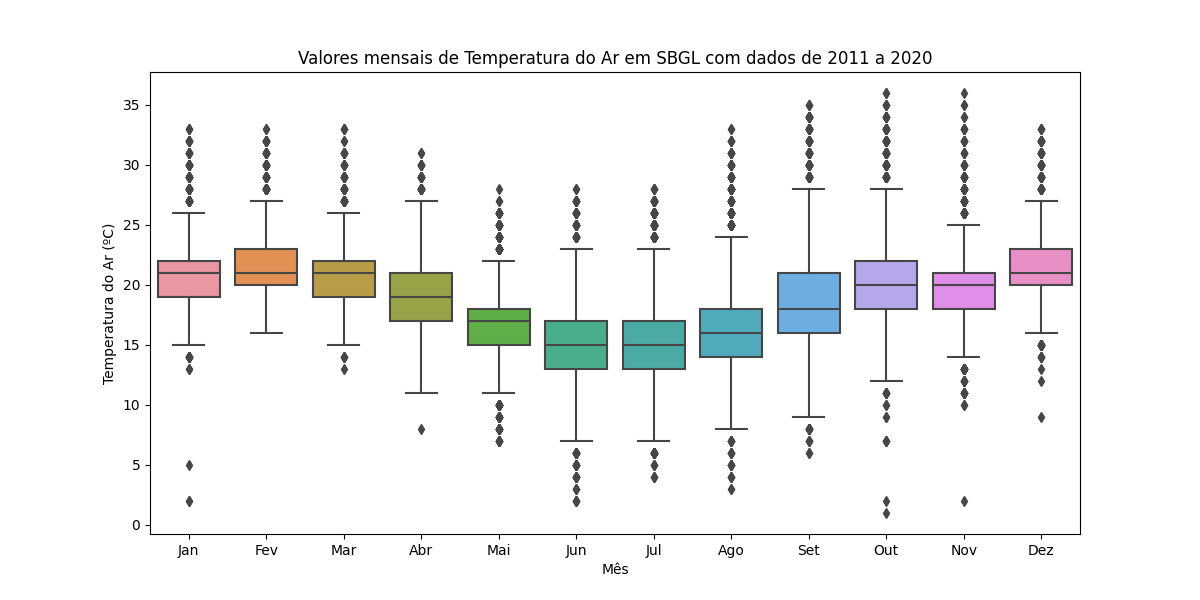 Valores mensais de Temperatura do Ar em SBGL com dados de 2011 a 2020
Temperatura do Ar (ºC)
35
30
25
20
15
10
5
0
Jan Fev Mar Abr Mai Jun Jul Ago Set Out Nov Dez
Mês